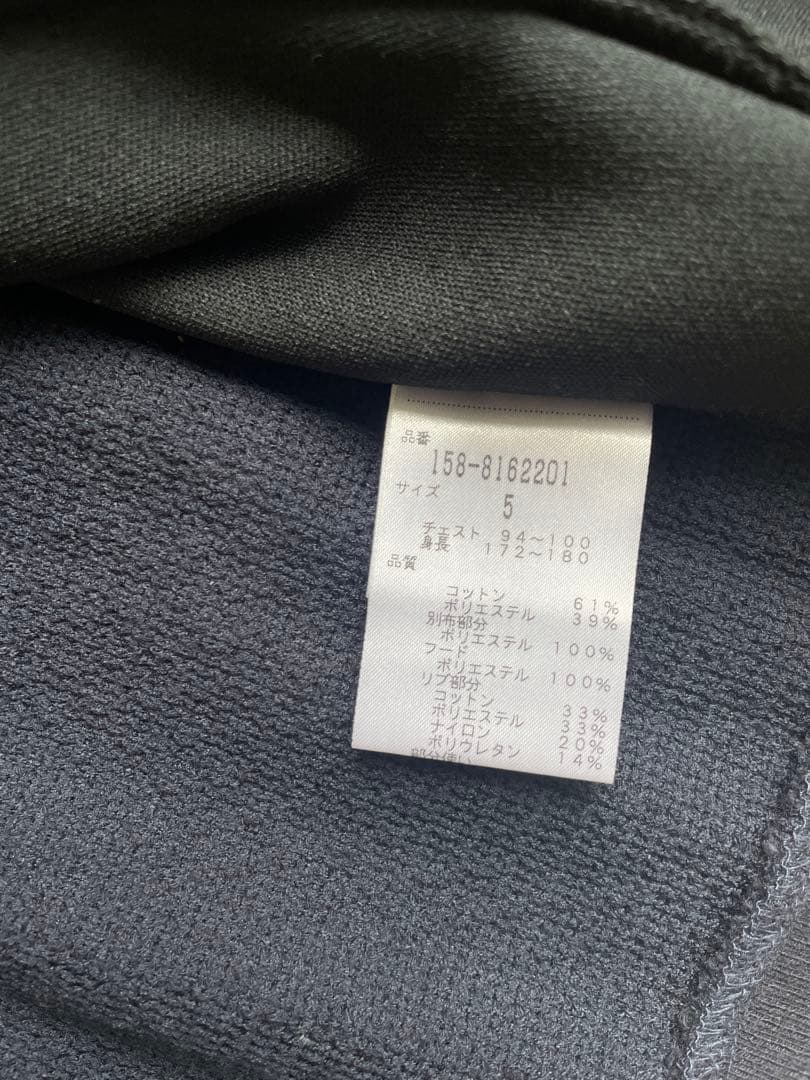 品番
158-8162201
サイズ
5
チェスト 94～100
身長 172～180
品質
コットン 61%
ポリエステル 39%
別布部分
ポリエステル 100%
フード
ポリエステル 100%
リブ部分
コットン 33%
ポリエステル 33%
ナイロン 20%
ポリウレタン 14%
部分使い